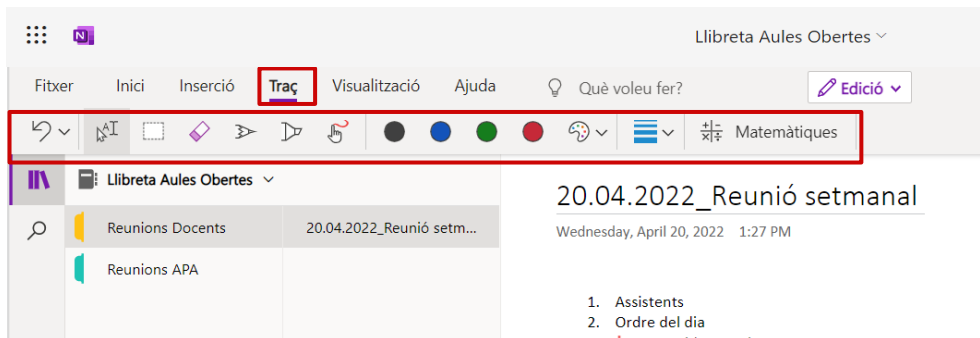 Llibreta Aules Obertes
Fitxer Inici Inserció Traç Visualització Ajuda Què voleu fer? Edició
Matemàtiques
Llibreta Aules Obertes
Reunions Docents
Reunions APA
20.04.2022_Reunió setm...
20.04.2022_Reunió setmanal
Wednesday, April 20, 2022 1:27 PM
1. Assistents
2. Ordre del dia